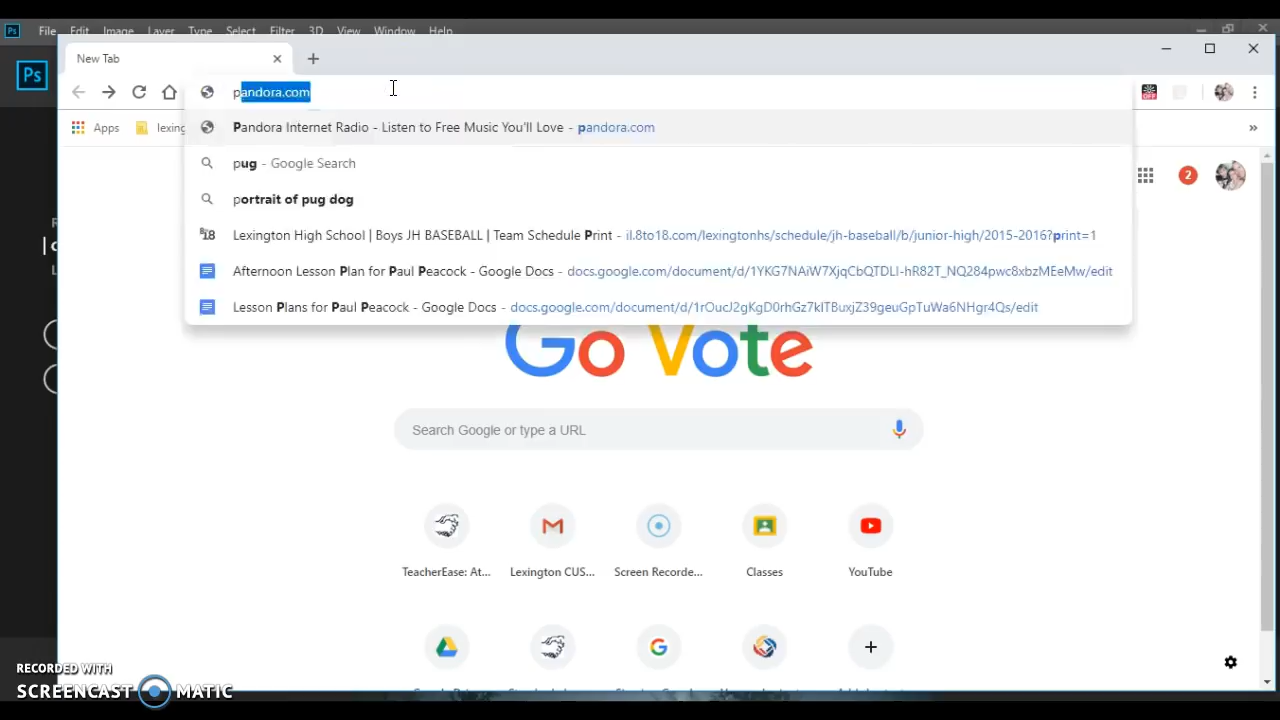 Ps File Edit Image Layer Type Select Filter 3D View Window Help
New Tab
Ps
pandora.com
OFF
Apps lexing »
Pandora Internet Radio - Listen to Free Music You'll Love - pandora.com
pug - Google Search
2
portrait of pug dog
8to18 Lexington High School | Boys JH BASEBALL | Team Schedule Print - il.8to18.com/lexingtonhs/schedule/jh-baseball/b/junior-high/2015-2016?print=1
Afternoon Lesson Plan for Paul Peacock - Google Docs - docs.google.com/document/d/1YKG7NAiW7XjqCbQTDLI-hR82T_NQ284pwc8xbzMEeMw/edit
Lesson Plans for Paul Peacock - Google Docs - docs.google.com/document/d/1rOucJ2gKgD0rhGz7kITBuxjZ39geuGpTuWa6NHgr4Qs/edit
Go Vote
Search Google or type a URL
TeacherEase: At... Lexington CUS... Screen Recorde... Classes YouTube
RECORDED WITH
SCREENCAST MATIC